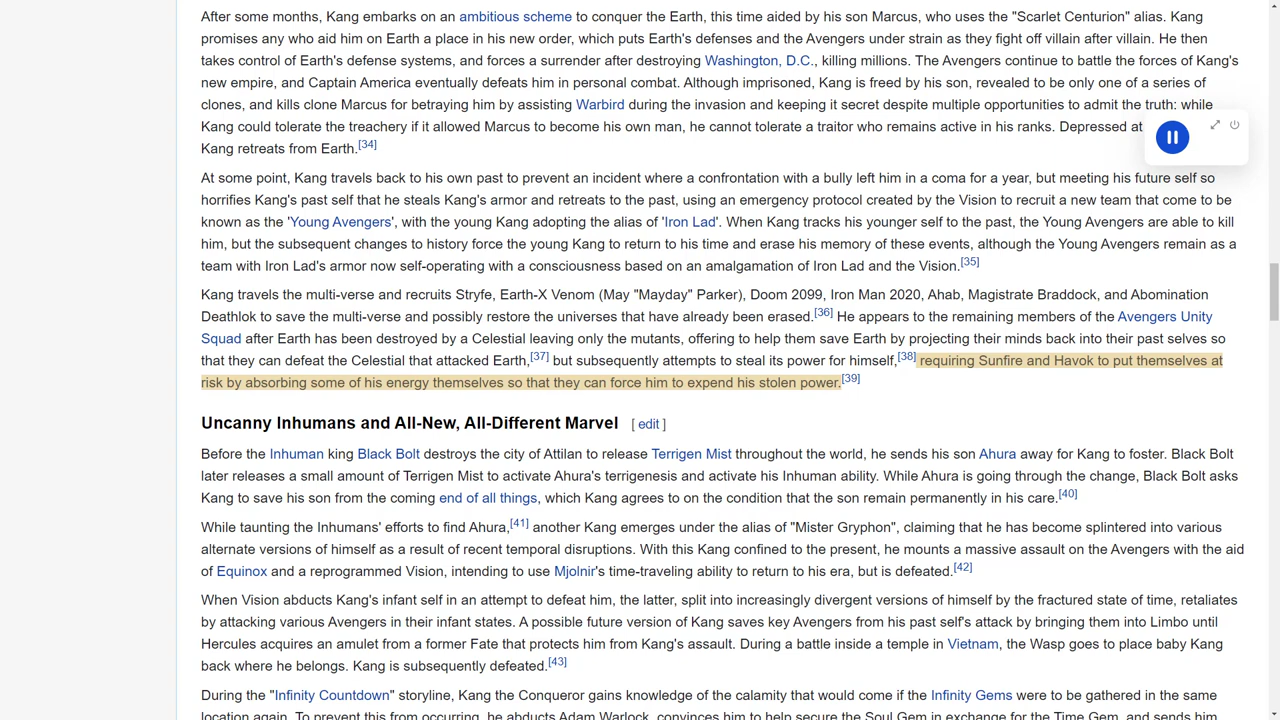 After some months, Kang embarks on an ambitious scheme to conquer the Earth, this time aided by his son Marcus, who uses the "Scarlet Centurion" alias. Kang
promises any who aid him on Earth a place in his new order, which puts Earth's defenses and the Avengers under strain as they fight off villain after villain. He then
takes control of Earth's defense systems, and forces a surrender after destroying Washington, D.C., killing millions. The Avengers continue to battle the forces of Kang's
new empire, and Captain America eventually defeats him in personal combat. Although imprisoned, Kang is freed by his son, revealed to be only one of a series of
clones, and kills clone Marcus for betraying him by assisting Warbird during the invasion and keeping it secret despite multiple opportunities to admit the truth: while
Kang could tolerate the treachery if it allowed Marcus to become his own man, he cannot tolerate a traitor who remains active in his ranks. Depressed at
Kang retreats from Earth.[34]
At some point, Kang travels back to his own past to prevent an incident where a confrontation with a bully left him in a coma for a year, but meeting his future self so
horrifies Kang's past self that he steals Kang's armor and retreats to the past, using an emergency protocol created by the Vision to recruit a new team that come to be
known as the 'Young Avengers', with the young Kang adopting the alias of 'Iron Lad'. When Kang tracks his younger self to the past, the Young Avengers are able to kill
him, but the subsequent changes to history force the young Kang to return to his time and erase his memory of these events, although the Young Avengers remain as a
team with Iron Lad's armor now self-operating with a consciousness based on an amalgamation of Iron Lad and the Vision.[35]
Kang travels the multi-verse and recruits Stryfe, Earth-X Venom (May "Mayday" Parker), Doom 2099, Iron Man 2020, Ahab, Magistrate Braddock, and Abomination
Deathlok to save the multi-verse and possibly restore the universes that have already been erased.[36] He appears to the remaining members of the Avengers Unity
Squad after Earth has been destroyed by a Celestial leaving only the mutants, offering to help them save Earth by projecting their minds back into their past selves so
that they can defeat the Celestial that attacked Earth,[37] but subsequently attempts to steal its power for himself,[38] requiring Sunfire and Havok to put themselves at
risk by absorbing some of his energy themselves so that they can force him to expend his stolen power.[39]
Uncanny Inhumans and All-New, All-Different Marvel [ edit ]
Before the Inhuman king Black Bolt destroys the city of Attilan to release Terrigen Mist throughout the world, he sends his son Ahura away for Kang to foster. Black Bolt
later releases a small amount of Terrigen Mist to activate Ahura's terrigenesis and activate his Inhuman ability. While Ahura is going through the change, Black Bolt asks
Kang to save his son from the coming end of all things, which Kang agrees to on the condition that the son remain permanently in his care.[40]
While taunting the Inhumans' efforts to find Ahura,[41] another Kang emerges under the alias of "Mister Gryphon", claiming that he has become splintered into various
alternate versions of himself as a result of recent temporal disruptions. With this Kang confined to the present, he mounts a massive assault on the Avengers with the aid
of Equinox and a reprogrammed Vision, intending to use Mjolnir's time-traveling ability to return to his era, but is defeated.[42]
When Vision abducts Kang's infant self in an attempt to defeat him, the latter, split into increasingly divergent versions of himself by the fractured state of time, retaliates
by attacking various Avengers in their infant states. A possible future version of Kang saves key Avengers from his past self's attack by bringing them into Limbo until
Hercules acquires an amulet from a former Fate that protects him from Kang's assault. During a battle inside a temple in Vietnam, the Wasp goes to place baby Kang
back where he belongs. Kang is subsequently defeated.[43]
During the "Infinity Countdown" storyline, Kang the Conqueror gains knowledge of the calamity that would come if the Infinity Gems were to be gathered in the same
location again. To prevent this from occurring, he abducts Adam Warlock, convinces him to help secure the Soul Gem in exchange for the Time Gem, and sends him